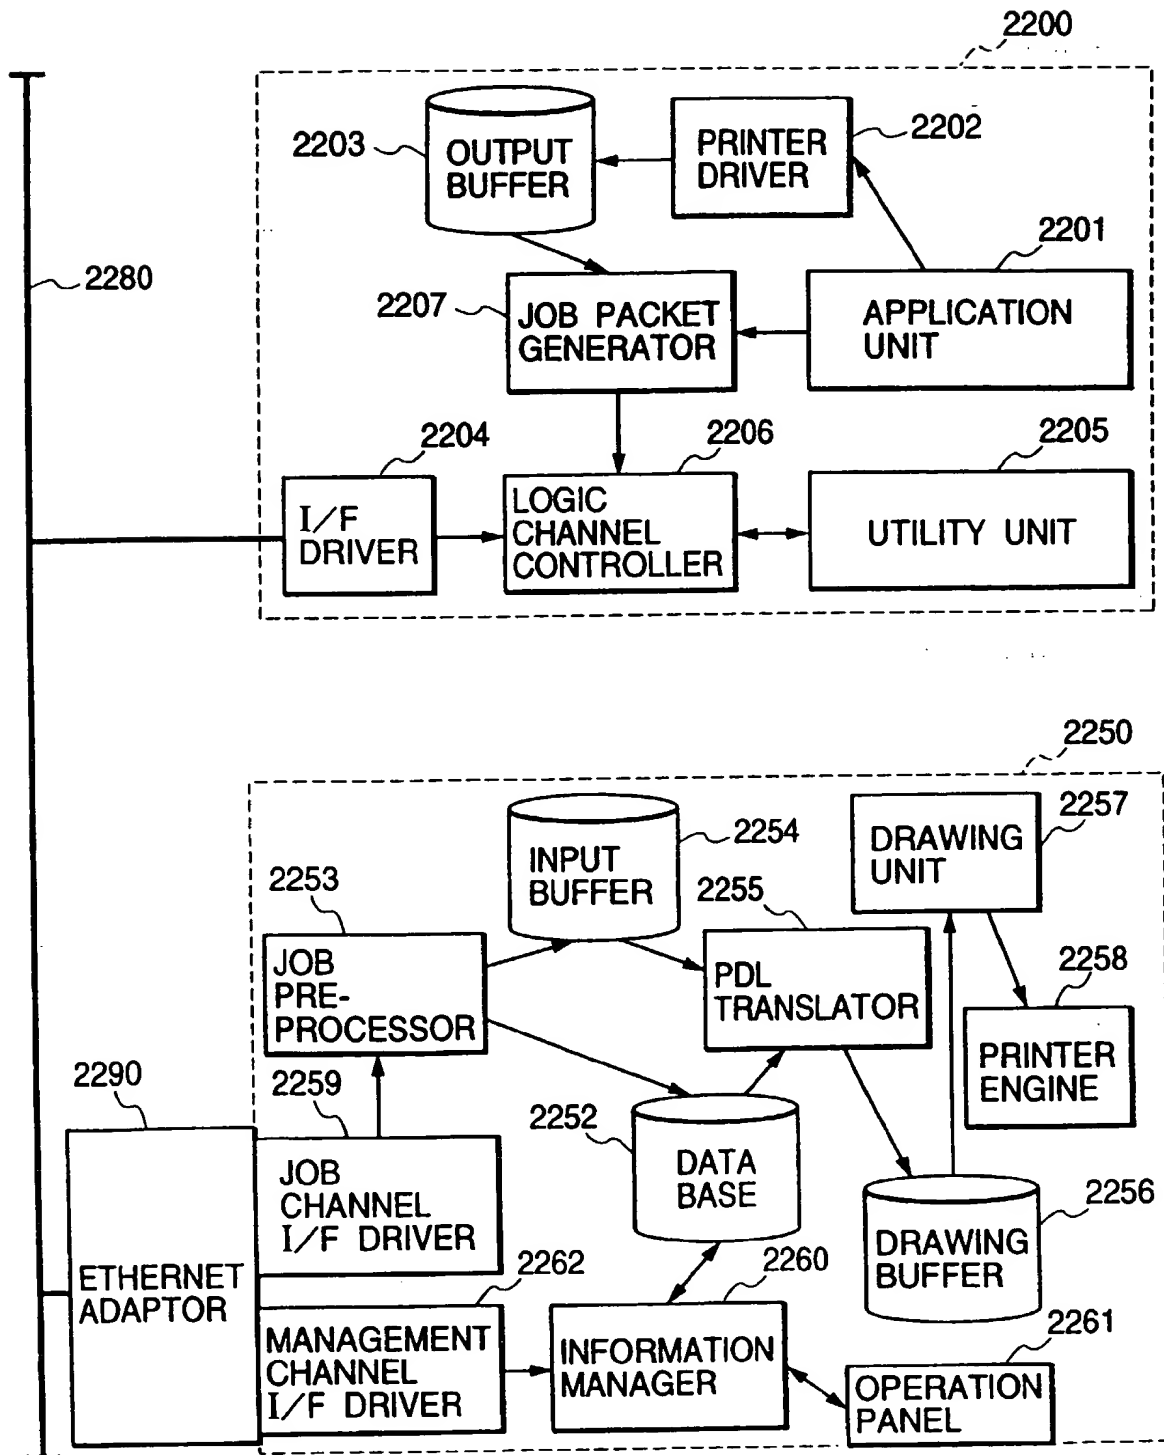 2200
2203
OUTPUT
BUFFER
PRINTER
DRIVER
2202
2201
2280
2207
JOB PACKET
GENERATOR
APPLICATION
UNIT
2204
2206
2205
I/F
DRIVER
LOGIC
CHANNEL
CONTROLLER
UTILITY UNIT
2250
2254
2257
INPUT
BUFFER
DRAWING
UNIT
2253
2255
JOB
PRE-
PROCESSOR
PDL
TRANSLATOR
2258
PRINTER
ENGINE
2290
2259
2252
JOB
CHANNEL
I/F DRIVER
DATA
BASE
2256
ETHERNET
ADAPTOR
DRAWING
BUFFER
2262
2260
MANAGEMENT
CHANNEL
I/F DRIVER
INFORMATION
MANAGER
2261
OPERATION
PANEL